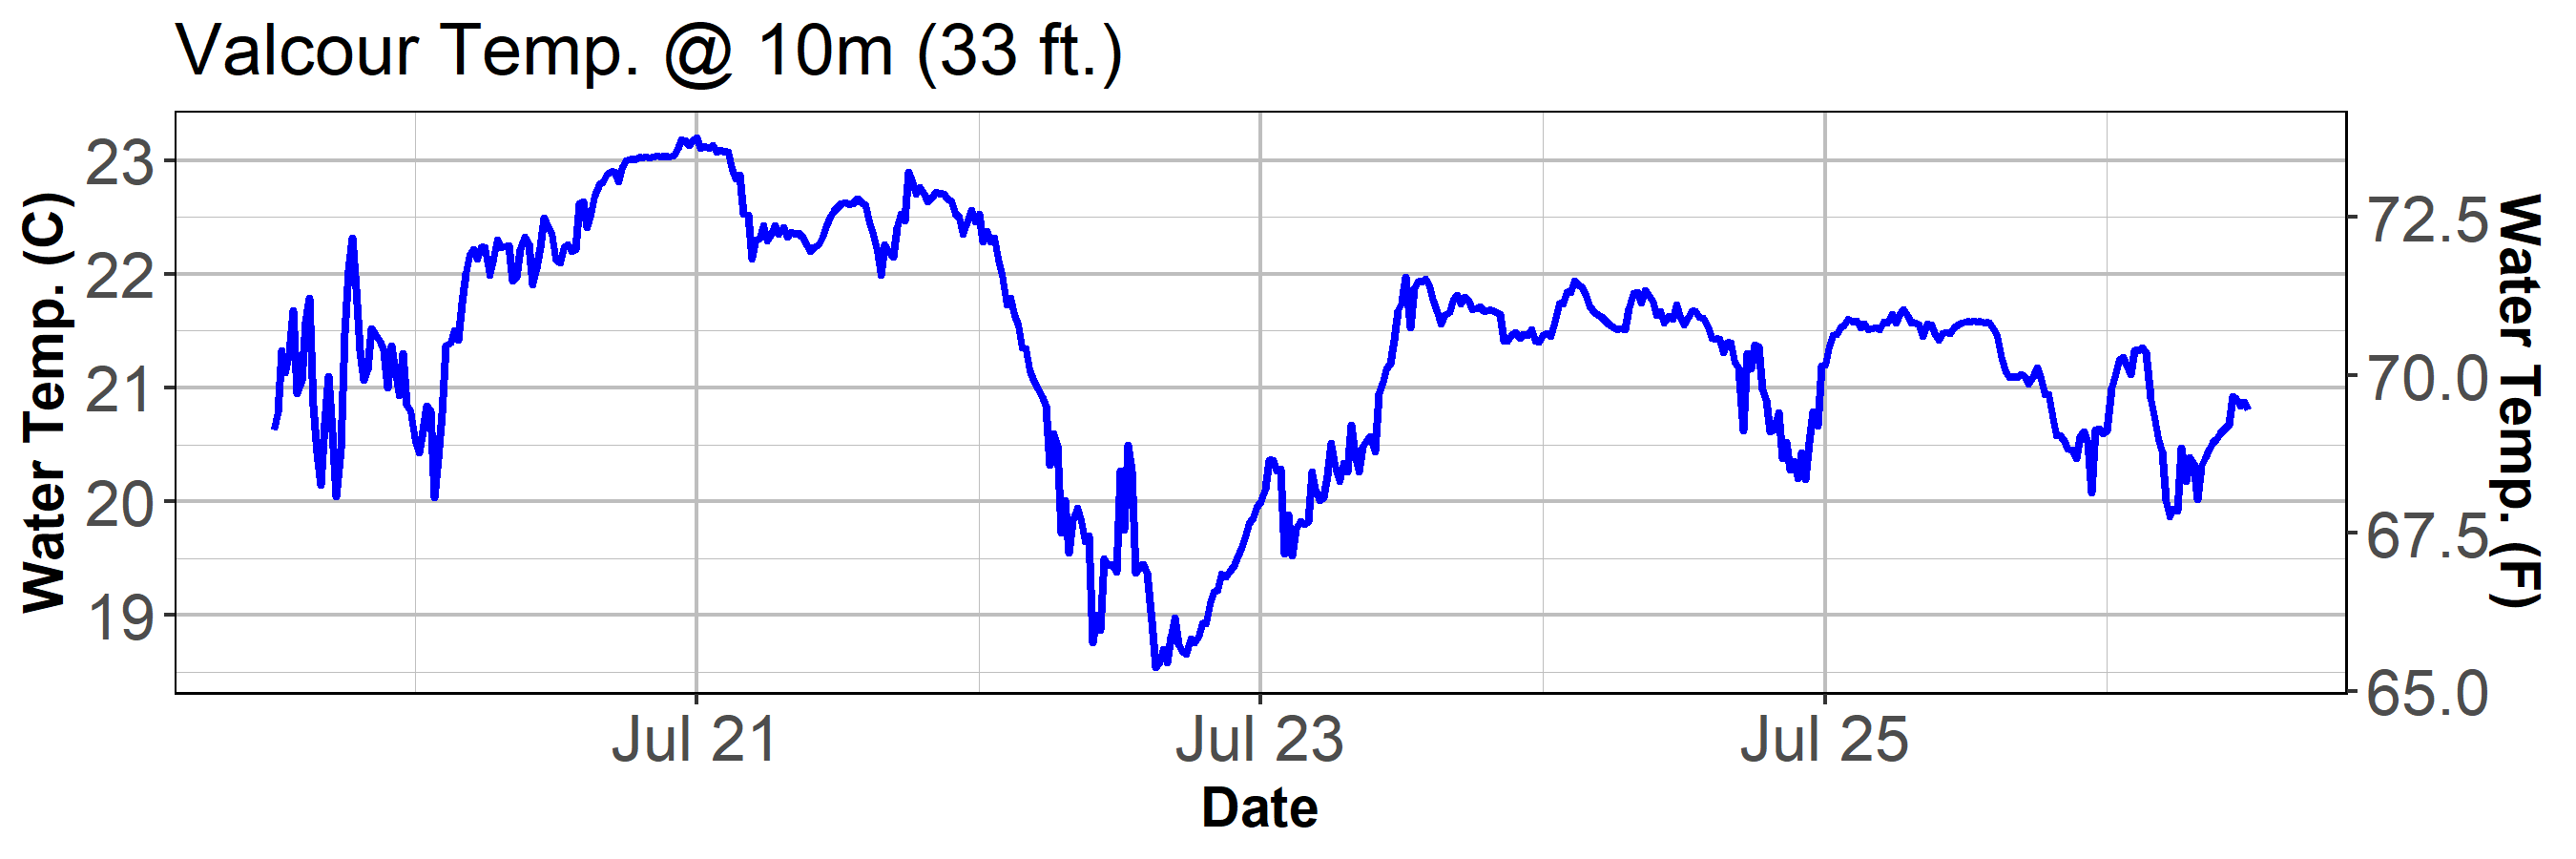 Valcour Temp. @ 10m (33 ft.)
Water Temp. (C)
23
22
21
20
19
72.5
70.0
67.5
65.0
Water Temp. (F)
Jul 21
Jul 23
Jul 25
Date